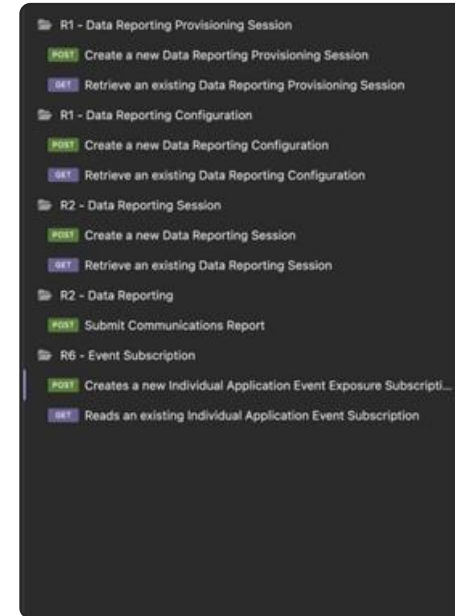 R1 - Data Reporting Provisioning Session
POST Create a new Data Reporting Provisioning Session
GET Retrieve an existing Data Reporting Provisioning Session
R1 - Data Reporting Configuration
POST Create a new Data Reporting Configuration
GET Retrieve an existing Data Reporting Configuration
R2 - Data Reporting Session
POST Create a new Data Reporting Session
GET Retrieve an existing Data Reporting Session
R2 - Data Reporting
POST Submit Communications Report
R6 - Event Subscription
POST Creates a new Individual Application Event Exposure Subscripti...
GET Reads an existing Individual Application Event Subscription